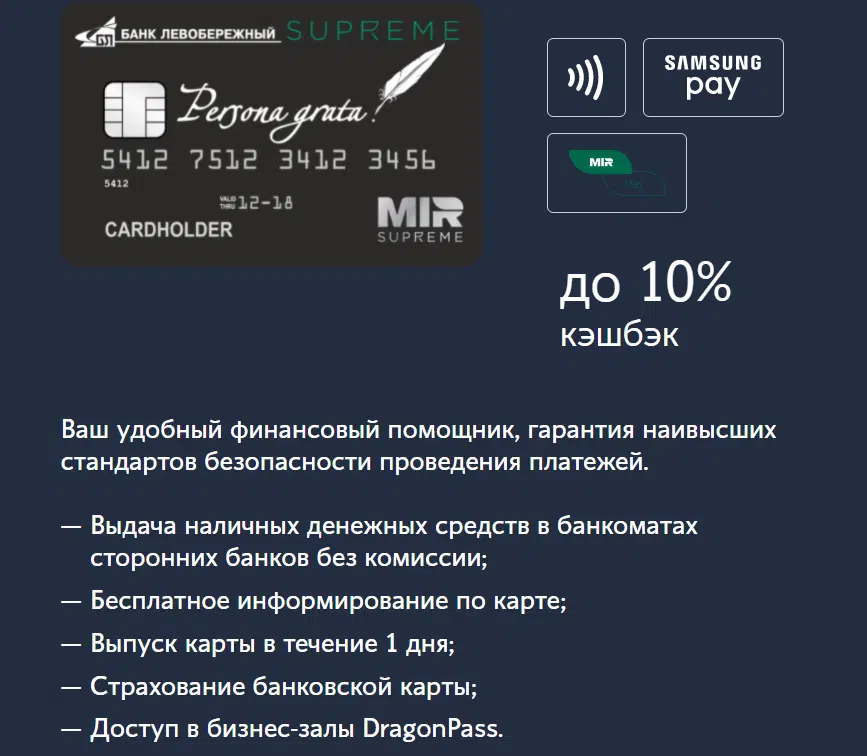 БАНК ЛЕВОБЕРЕЖНЫЙ SUPREME
Persona grata!
5412 7512 3412 3456
5412
VALID THRU 12-18
CARDHOLDER
MIR
SUPREME
SAMSUNG
pay
MIR
до 10%
кэшбэк
Ваш удобный финансовый помощник, гарантия наивысших
стандартов безопасности проведения платежей.
— Выдача наличных денежных средств в банкоматах
сторонних банков без комиссии;
— Бесплатное информирование по карте;
— Выпуск карты в течение 1 дня;
— Страхование банковской карты;
— Доступ в бизнес-залы DragonPass.